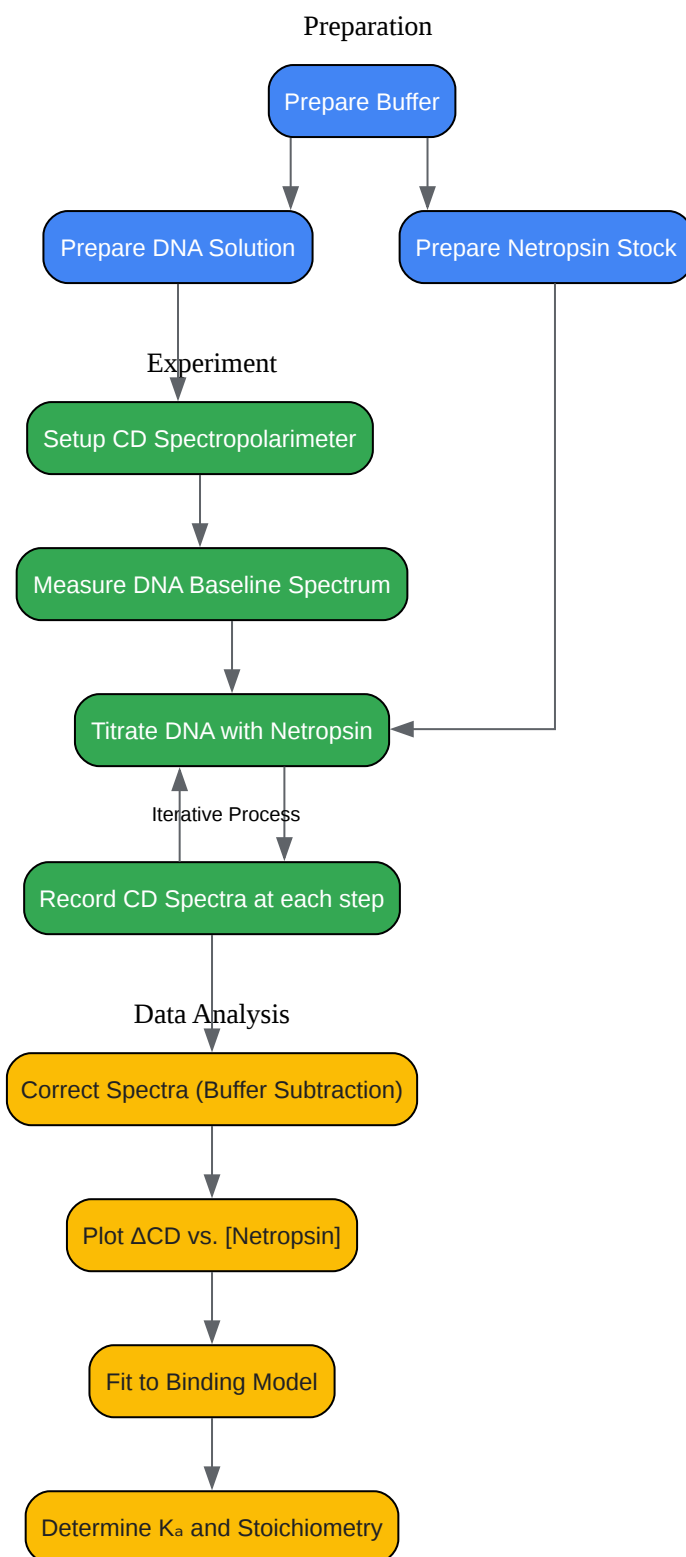 Preparation
Prepare Buffer
Prepare DNA Solution
Prepare Netropsin Stock
Experiment
Setup CD Spectropolarimeter
Measure DNA Baseline Spectrum
Titrate DNA with Netropsin
Iterative Process
Record CD Spectra at each step
Data Analysis
Correct Spectra (Buffer Subtraction)
Plot ΔCD vs. [Netropsin]
Fit to Binding Model
Determine Kₐ and Stoichiometry